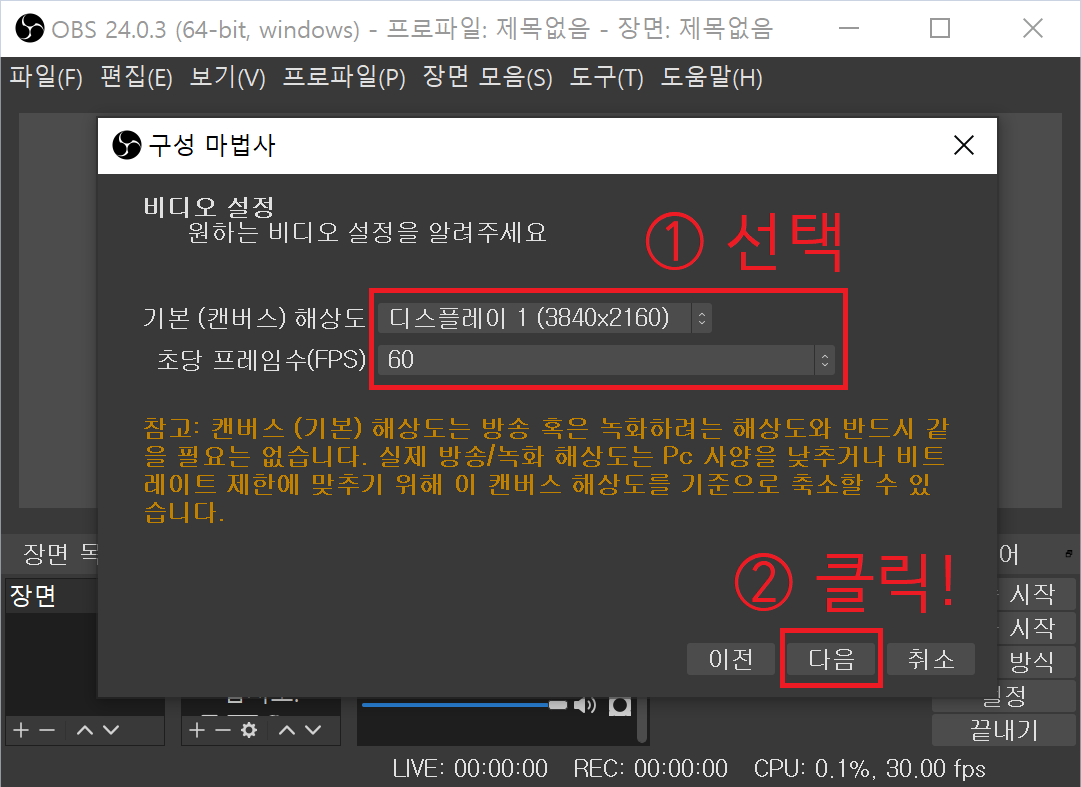 OBS 24.0.3 (64-bit, windows) - 프로파일: 제목없음 - 장면: 제목없음
파일(F) 편집(E) 보기(V) 프로파일(P) 장면 모음(S) 도구(T) 도움말(H)
구성 마법사
비디오 설정
원하는 비디오 설정을 알려주세요
① 선택
기본 (캔버스) 해상도 디스플레이 1 (3840x2160)
초당 프레임수(FPS) 60
참고: 캔버스 (기본) 해상도는 방송 혹은 녹화하려는 해상도와 반드시 같
을 필요는 없습니다. 실제 방송/녹화 해상도는 Pc 사양을 낮추거나 비트
레이트 제한에 맞추기 위해 이 캔버스 해상도를 기준으로 축소할 수 있
습니다.
장면 목
어
② 클릭!
장면
시작
시작
이전 다음 취소
방식
설정
끝내기
LIVE: 00:00:00 REC: 00:00:00 CPU: 0.1%, 30.00 fps